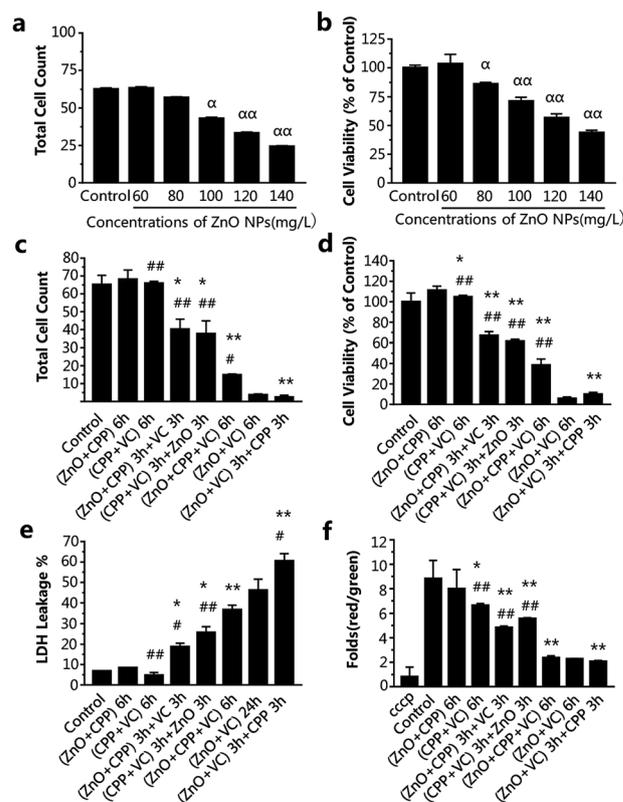 a
Total Cell Count
75
50
25
0
α
αα
αα
Control 60 80 100 120 140
Concentrations of ZnO NPs(mg/L)
b
Cell Viability (% of Control)
125
100
75
50
25
0
α
αα
αα
αα
Control 60 80 100 120 140
Concentrations of ZnO NPs(mg/L)
c
Total Cell Count
80
70
60
50
40
30
20
10
##
*
##
*
##
**
#
**
Control
(ZnO+CPP) 6h
(CPP+VC) 6h
(ZnO+CPP) 3h+VC 3h
(CPP+VC) 3h+ZnO 3h
(ZnO+CPP+VC) 6h
(ZnO+VC) 6h
(ZnO+VC) 3h+CPP 3h
d
Cell Viability (% of Control)
140
120
100
80
60
40
20
0
*
##
**
##
**
##
**
##
**
Control
(ZnO+CPP) 6h
(CPP+VC) 6h
(ZnO+CPP) 3h+VC 3h
(CPP+VC) 3h+ZnO 3h
(ZnO+CPP+VC) 6h
(ZnO+VC) 6h
(ZnO+VC) 3h+CPP 3h
e
LDH Leakage %
70
60
50
40
30
20
10
0
##
*
#
*
##
**
**
#
Control
(ZnO+CPP) 6h
(CPP+VC) 6h
(ZnO+CPP) 3h+VC 3h
(CPP+VC) 3h+ZnO 3h
(ZnO+CPP+VC) 6h
(ZnO+VC) 24h
(ZnO+VC) 3h+CPP 3h
f
Folds(red/green)
12
10
8
6
4
2
0
*
##
**
##
**
##
**
**
cccp
Control
(ZnO+CPP) 6h
(CPP+VC) 6h
(ZnO+CPP) 3h+VC 3h
(CPP+VC) 3h+ZnO 3h
(ZnO+CPP+VC) 6h
(ZnO+VC) 6h
(ZnO+VC) 3h+CPP 3h